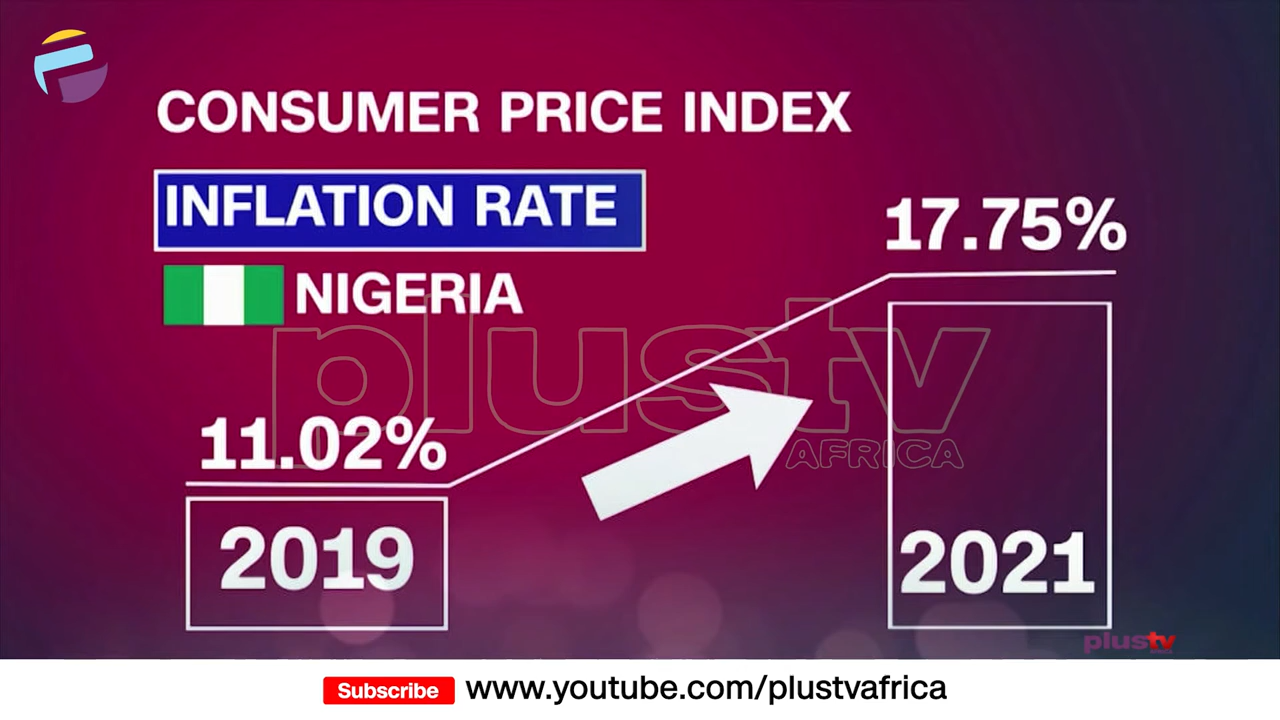 CONSUMER PRICE INDEX
INFLATION RATE
NIGERIA
17.75%
11.02%
plustv
AFRICA
2019
2021
plustv
Subscribe www.youtube.com/plustvafrica